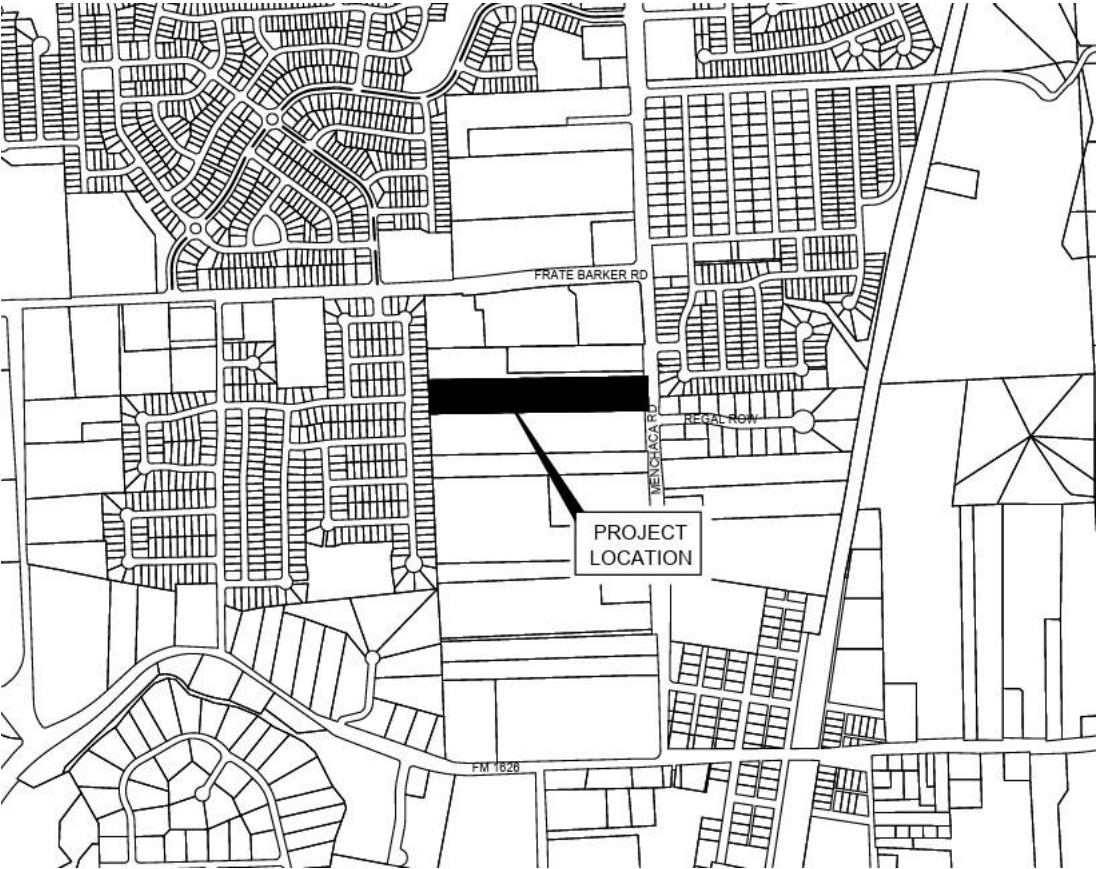 FRATE BARKER RD
MENCHACA RD
REGAL ROW
PROJECT
LOCATION
FM 1626